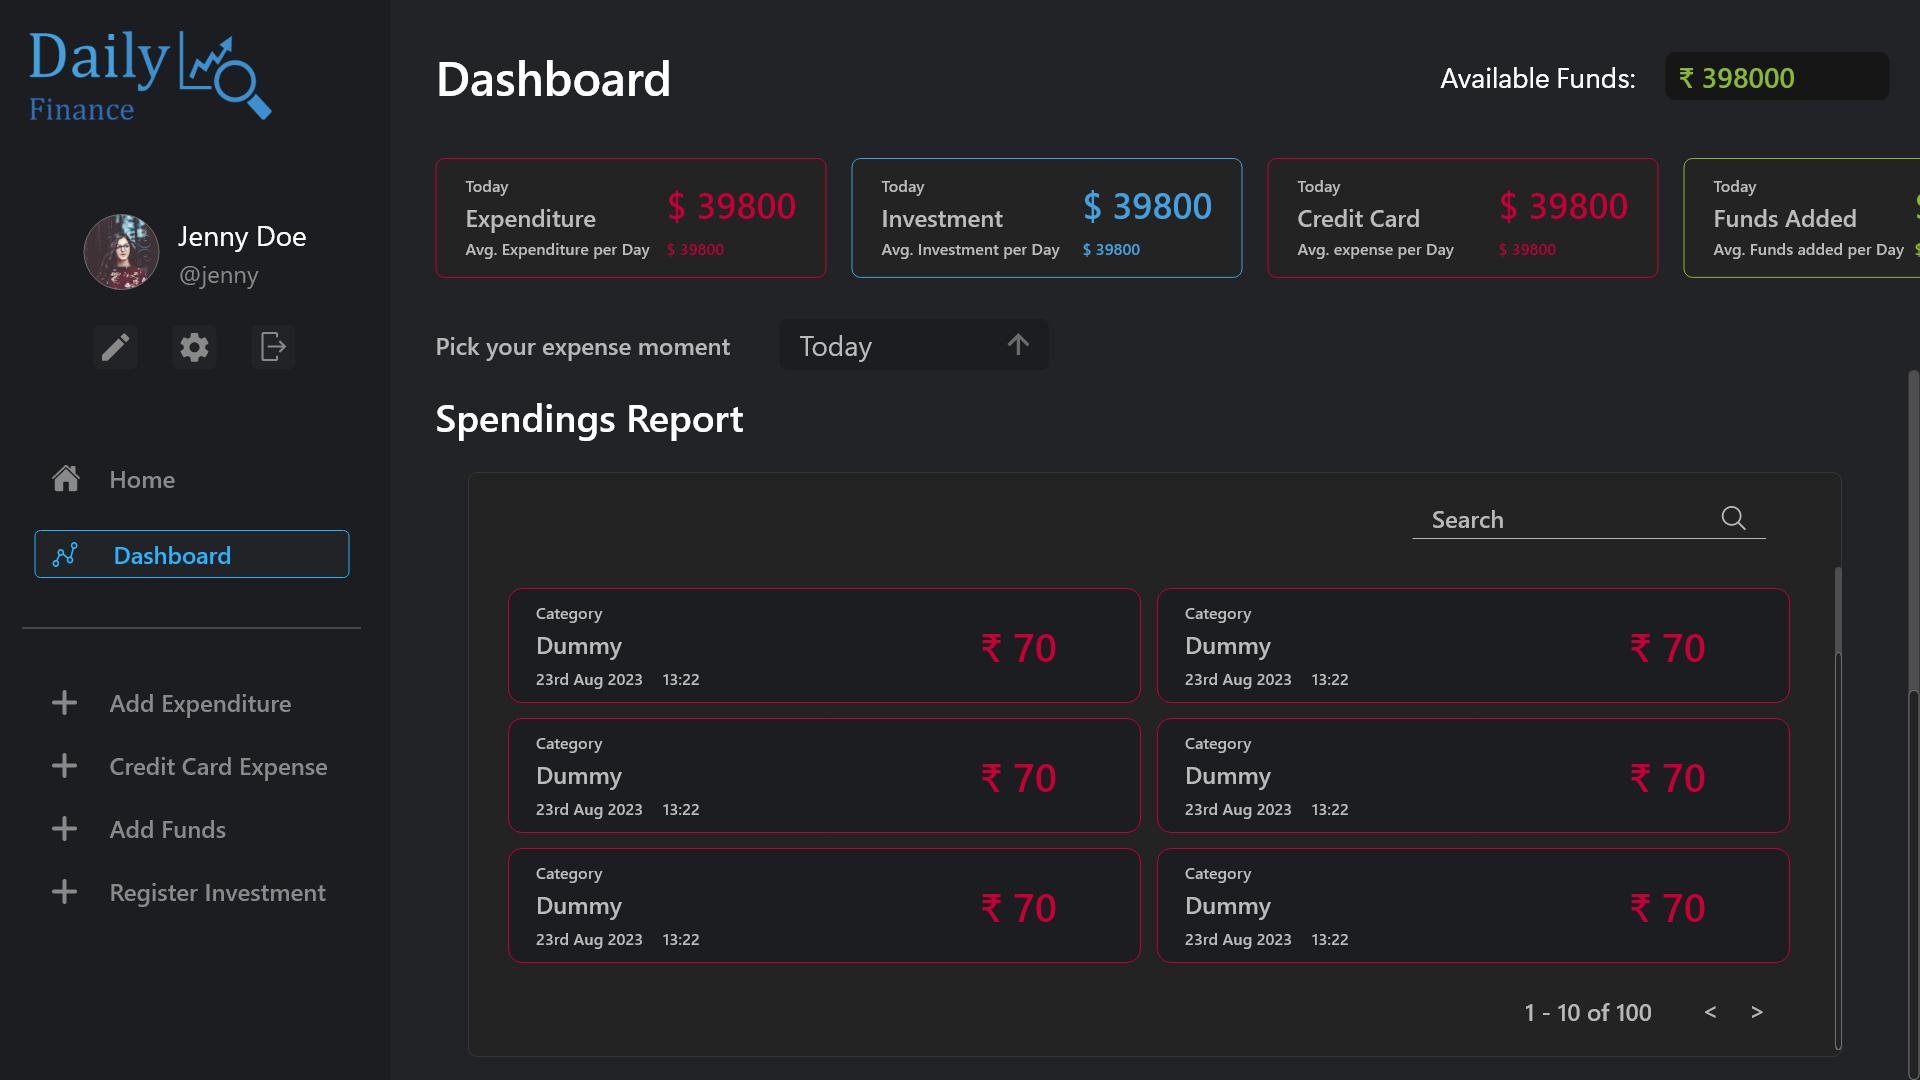 Daily
Finance
Jenny Doe
@jenny
Home
Dashboard
Add Expenditure
Credit Card Expense
Add Funds
Register Investment
Dashboard
Available Funds:
₹ 398000
Today
Expenditure
$ 39800
Avg. Expenditure per Day $ 39800
Today
Investment
$ 39800
Avg. Investment per Day $ 39800
Today
Credit Card
$ 39800
Avg. expense per Day $ 39800
Today
Funds Added
Avg. Funds added per Day
Pick your expense moment
Today
Spendings Report
Search
Category
Dummy
₹ 70
23rd Aug 2023 13:22
Category
Dummy
₹ 70
23rd Aug 2023 13:22
Category
Dummy
₹ 70
23rd Aug 2023 13:22
Category
Dummy
₹ 70
23rd Aug 2023 13:22
Category
Dummy
₹ 70
23rd Aug 2023 13:22
Category
Dummy
₹ 70
23rd Aug 2023 13:22
1 - 10 of 100 < >